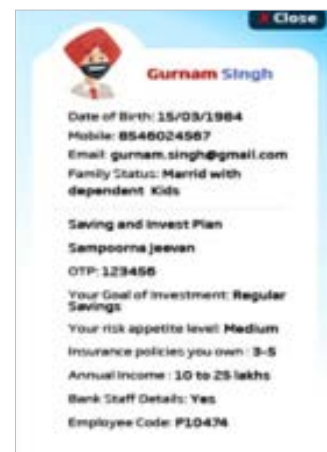 X Close
Gurnam Singh
Date of Birth: 15/03/1984
Mobile: 8546024567
Email: gurnam.singh@gmail.com
Family Status: Marrid with
dependent Kids
Saving and Invest Plan
Sampoorna Jeevan
OTP: 123456
Your Goal of Investment: Regular
Savings
Your risk appetite level: Medium
Insurance policies you own : 3-5
Annual Income : 10 to 25 lakhs
Bank Staff Details: Yes
Employee Code: P10474